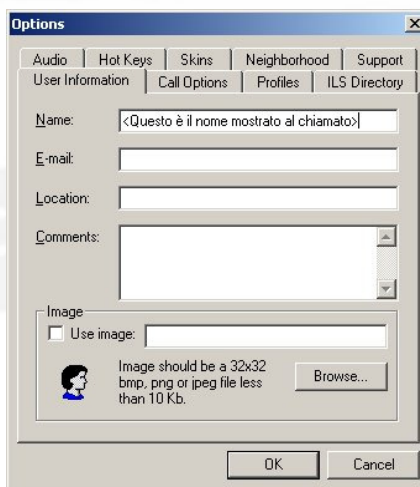 Options
Audio Hot Keys Skins Neighborhood Support
User Information Call Options Profiles ILS Directory
Name: <Questo è il nome mostrato al chiamato>
E-mail:
Location:
Comments:
Image
Use image:
Image should be a 32x32
bmp, png or jpeg file less
than 10 Kb.
Browse...
OK Cancel